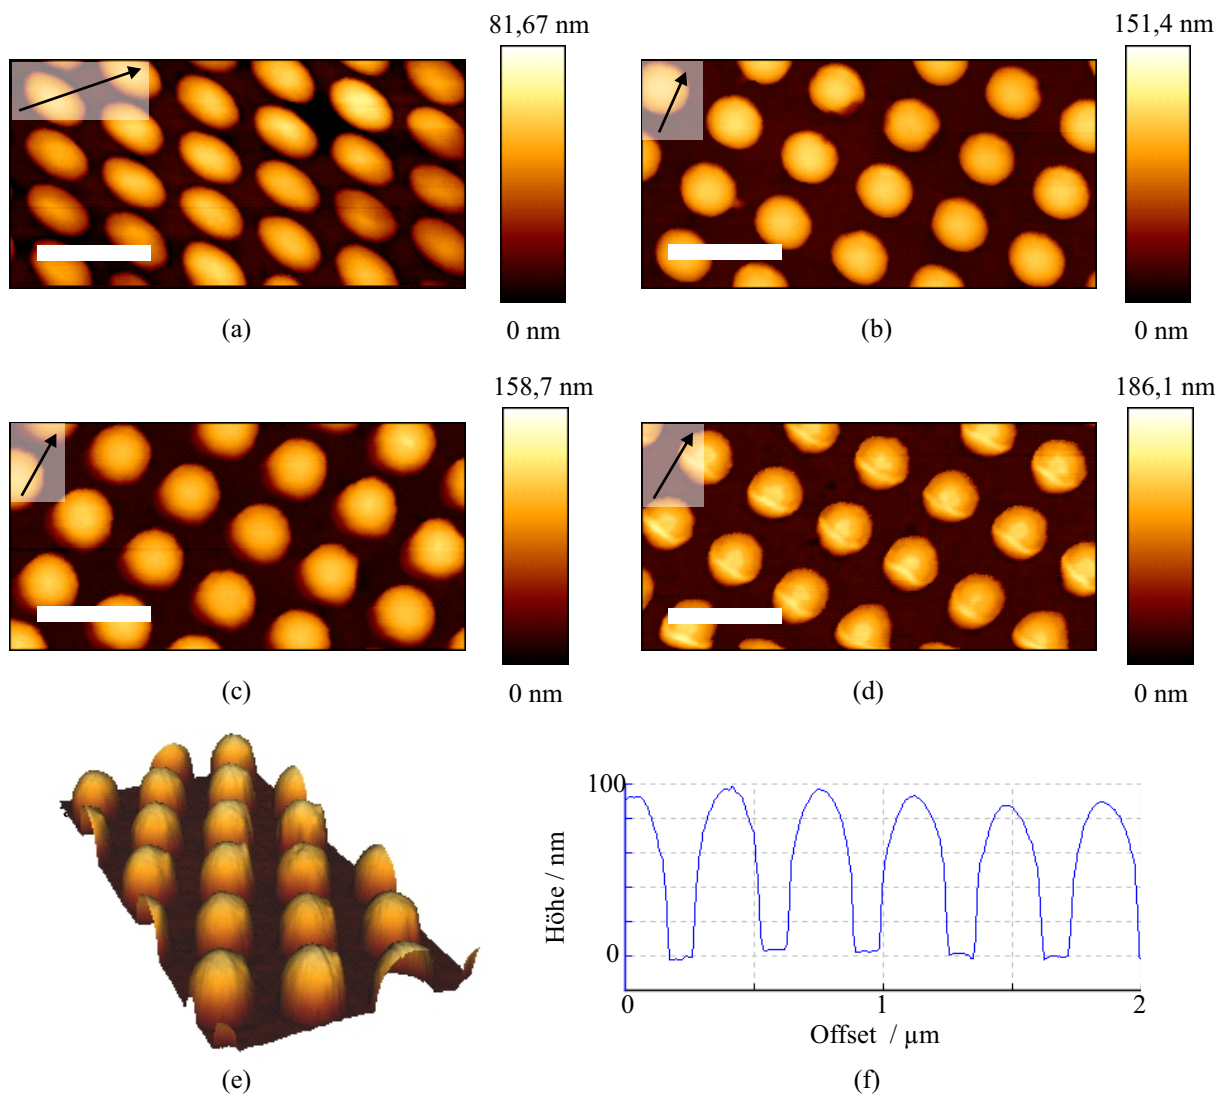 81,67 nm
151,4 nm
0 nm
0 nm
(a)
(b)
158,7 nm
186,1 nm
0 nm
0 nm
(c)
(d)
100
Höhe / nm
0
0
1
2
Offset / µm
(e)
(f)